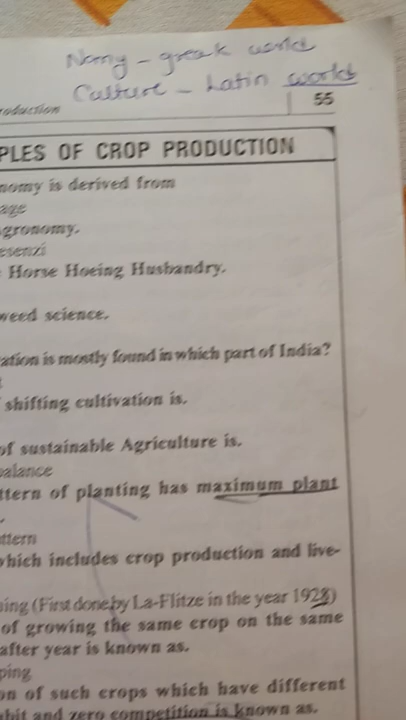 Nomy - greak world
Culture - Latin world
roduction 55
PLES OF CROP PRODUCTION
nomy is derived from
age
gronomy.
esenzi
Horse Hoeing Husbandry.
weed science.
ation is mostly found in which part of India?
shifting cultivation is.
of sustainable Agriculture is.
balance
ttern of planting has maximum plant
ttern
which includes crop production and live-
ing (First done by La-Flitze in the year 1928)
of growing the same crop on the same
after year is known as.
ping
on of such crops which have different
abit and zero competition is known as.